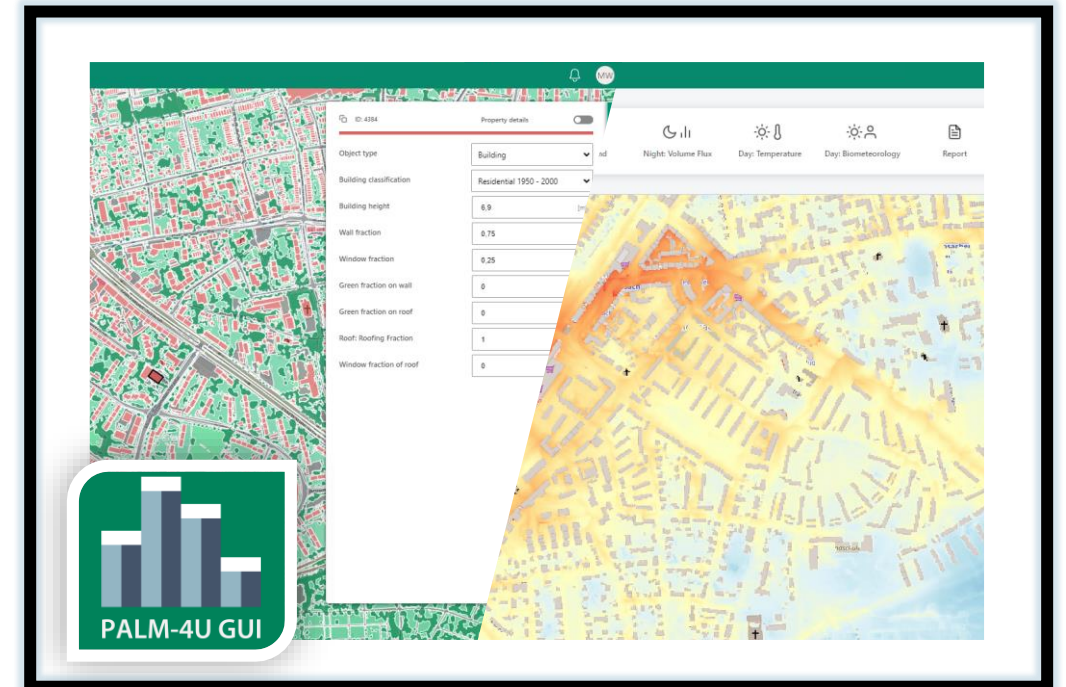 MW
ID: 4384 Property details
nd Night: Volume Flux Day: Temperature Day: Biometeorology Report
Object type Building
Building classification Residential 1950 - 2000
Building height 6,9
Wall fraction 0,75
Window fraction 0,25
Green fraction on wall 0
Green fraction on roof 0
Roof: Roofing Fraction 1
Window fraction of roof 0
PALM-4U GUI